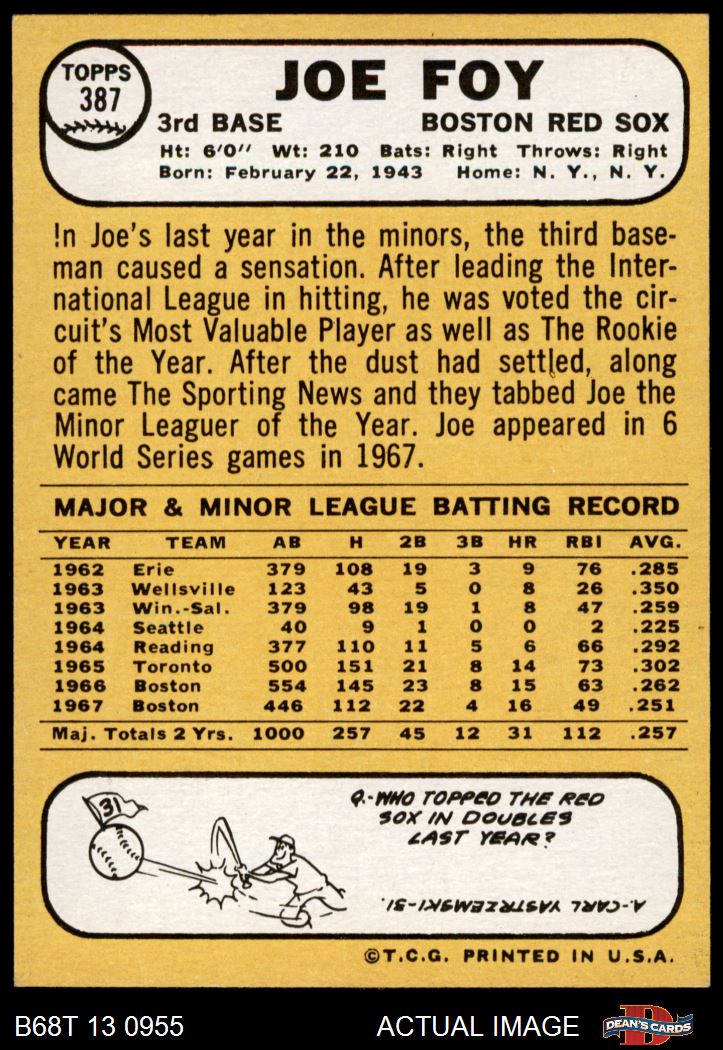 TOPPS
387
JOE FOY
3rd BASE BOSTON RED SOX
Ht: 6'0" Wt: 210 Bats: Right Throws: Right
Born: February 22, 1943 Home: N. Y., N. Y.
!n Joe's last year in the minors, the third base-
man caused a sensation. After leading the Inter-
national League in hitting, he was voted the cir-
cuit's Most Valuable Player as well as The Rookie
of the Year. After the dust had settled, along
came The Sporting News and they tabbed Joe the
Minor Leaguer of the Year. Joe appeared in 6
World Series games in 1967.
MAJOR & MINOR LEAGUE BATTING RECORD
YEAR TEAM AB H 2B 3B HR RBI AVG.
1962 Erie 379 108 19 3 9 76 .285
1963 Wellsville 123 43 5 0 8 26 .350
1963 Win.-Sal. 379 98 19 1 8 47 .259
1964 Seattle 40 9 1 0 0 2 .225
1964 Reading 377 110 11 5 6 66 .292
1965 Toronto 500 151 21 8 14 73 .302
1966 Boston 554 145 23 8 15 63 .262
1967 Boston 446 112 22 4 16 49 .251
Maj. Totals 2 Yrs. 1000 257 45 12 31 112 .257
31
Q.-WHO TOPPED THE RED
SOX IN DOUBLES
LAST YEAR?
A-CARL YASTRZEMSKI-31.
©T.C.G. PRINTED IN U.S.A.
B68T 13 0955 ACTUAL IMAGE
D
DEAN'S CARDS